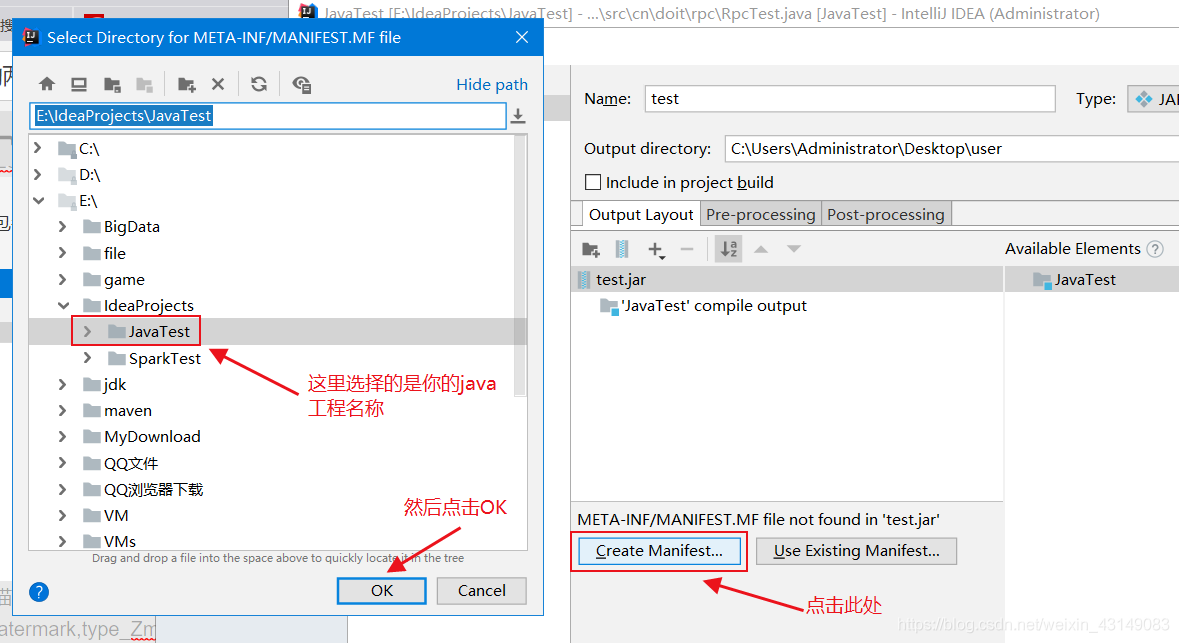 JavaTest [E:\IdeaProjects\JavaTest] - ...\src\cn\doit\rpc\RpcTest.java [JavaTest] - IntelliJ IDEA (Administrator)
Select Directory for META-INF/MANIFEST.MF file
Hide path
E:\IdeaProjects\JavaTest
C:\
D:\
E:\
BigData
file
game
IdeaProjects
JavaTest
SparkTest
jdk
maven
MyDownload
QQ文件
QQ浏览器下载
VM
VMs
这里选择的是你的java
工程名称
然后点击OK
Drag and drop a file into the space above to quickly locate it in the tree
?
OK
Cancel
Name:
test
Type:
JA
Output directory:
C:\Users\Administrator\Desktop\user
Include in project build
Output Layout
Pre-processing
Post-processing
Available Elements ?
test.jar
'JavaTest' compile output
JavaTest
META-INF/MANIFEST.MF file not found in 'test.jar'
Create Manifest...
Use Existing Manifest...
点击此处
https://blog.csdn.net/weixin_43149083
atermark,type_Zm